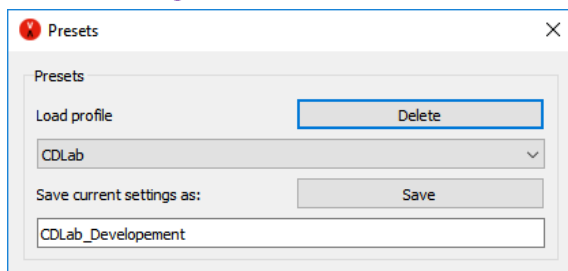 Presets
Presets
Load profile Delete
CDLab
Save current settings as: Save
CDLab_Developement